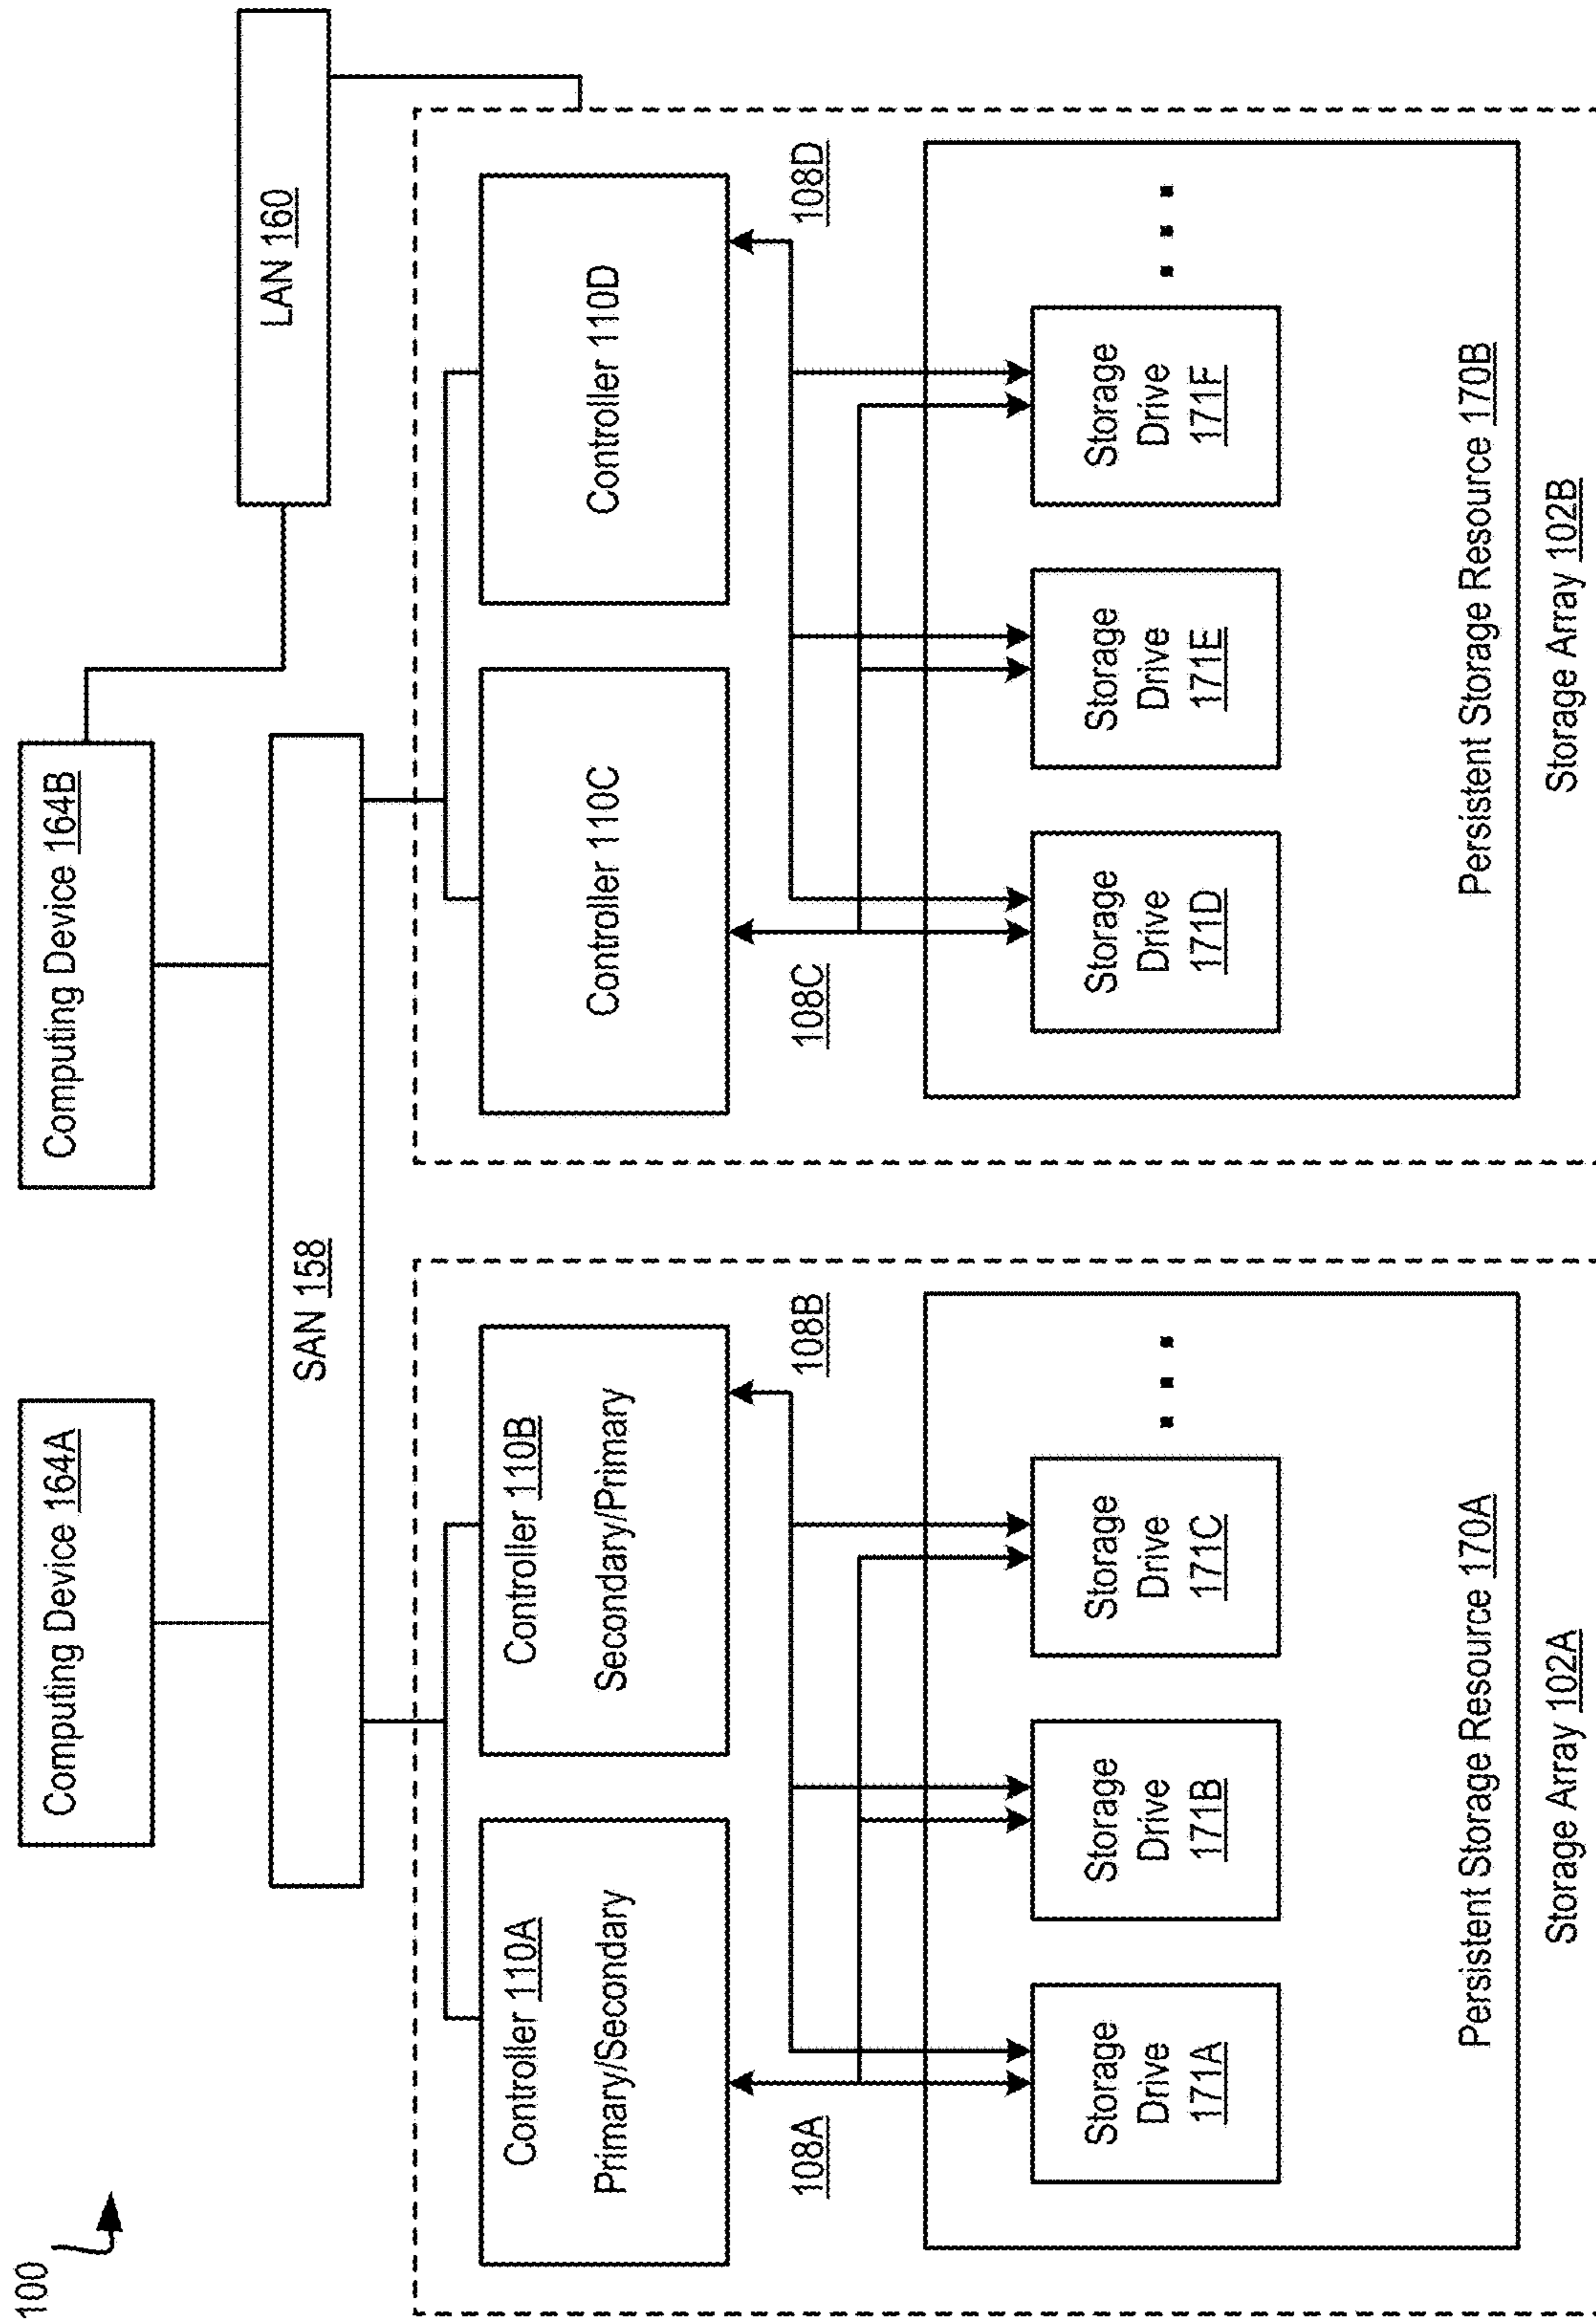 100
Computing Device 164A
Computing Device 164B
SAN 158
LAN 160
Controller 110A
Primary/Secondary
Controller 110B
Secondary/Primary
Controller 110C
Controller 110D
108A
108B
108C
108D
Storage
Drive
171A
Storage
Drive
171B
Storage
Drive
171C
Storage
Drive
171D
Storage
Drive
171E
Storage
Drive
171F
Persistent Storage Resource 170A
Persistent Storage Resource 170B
Storage Array 102A
Storage Array 102B